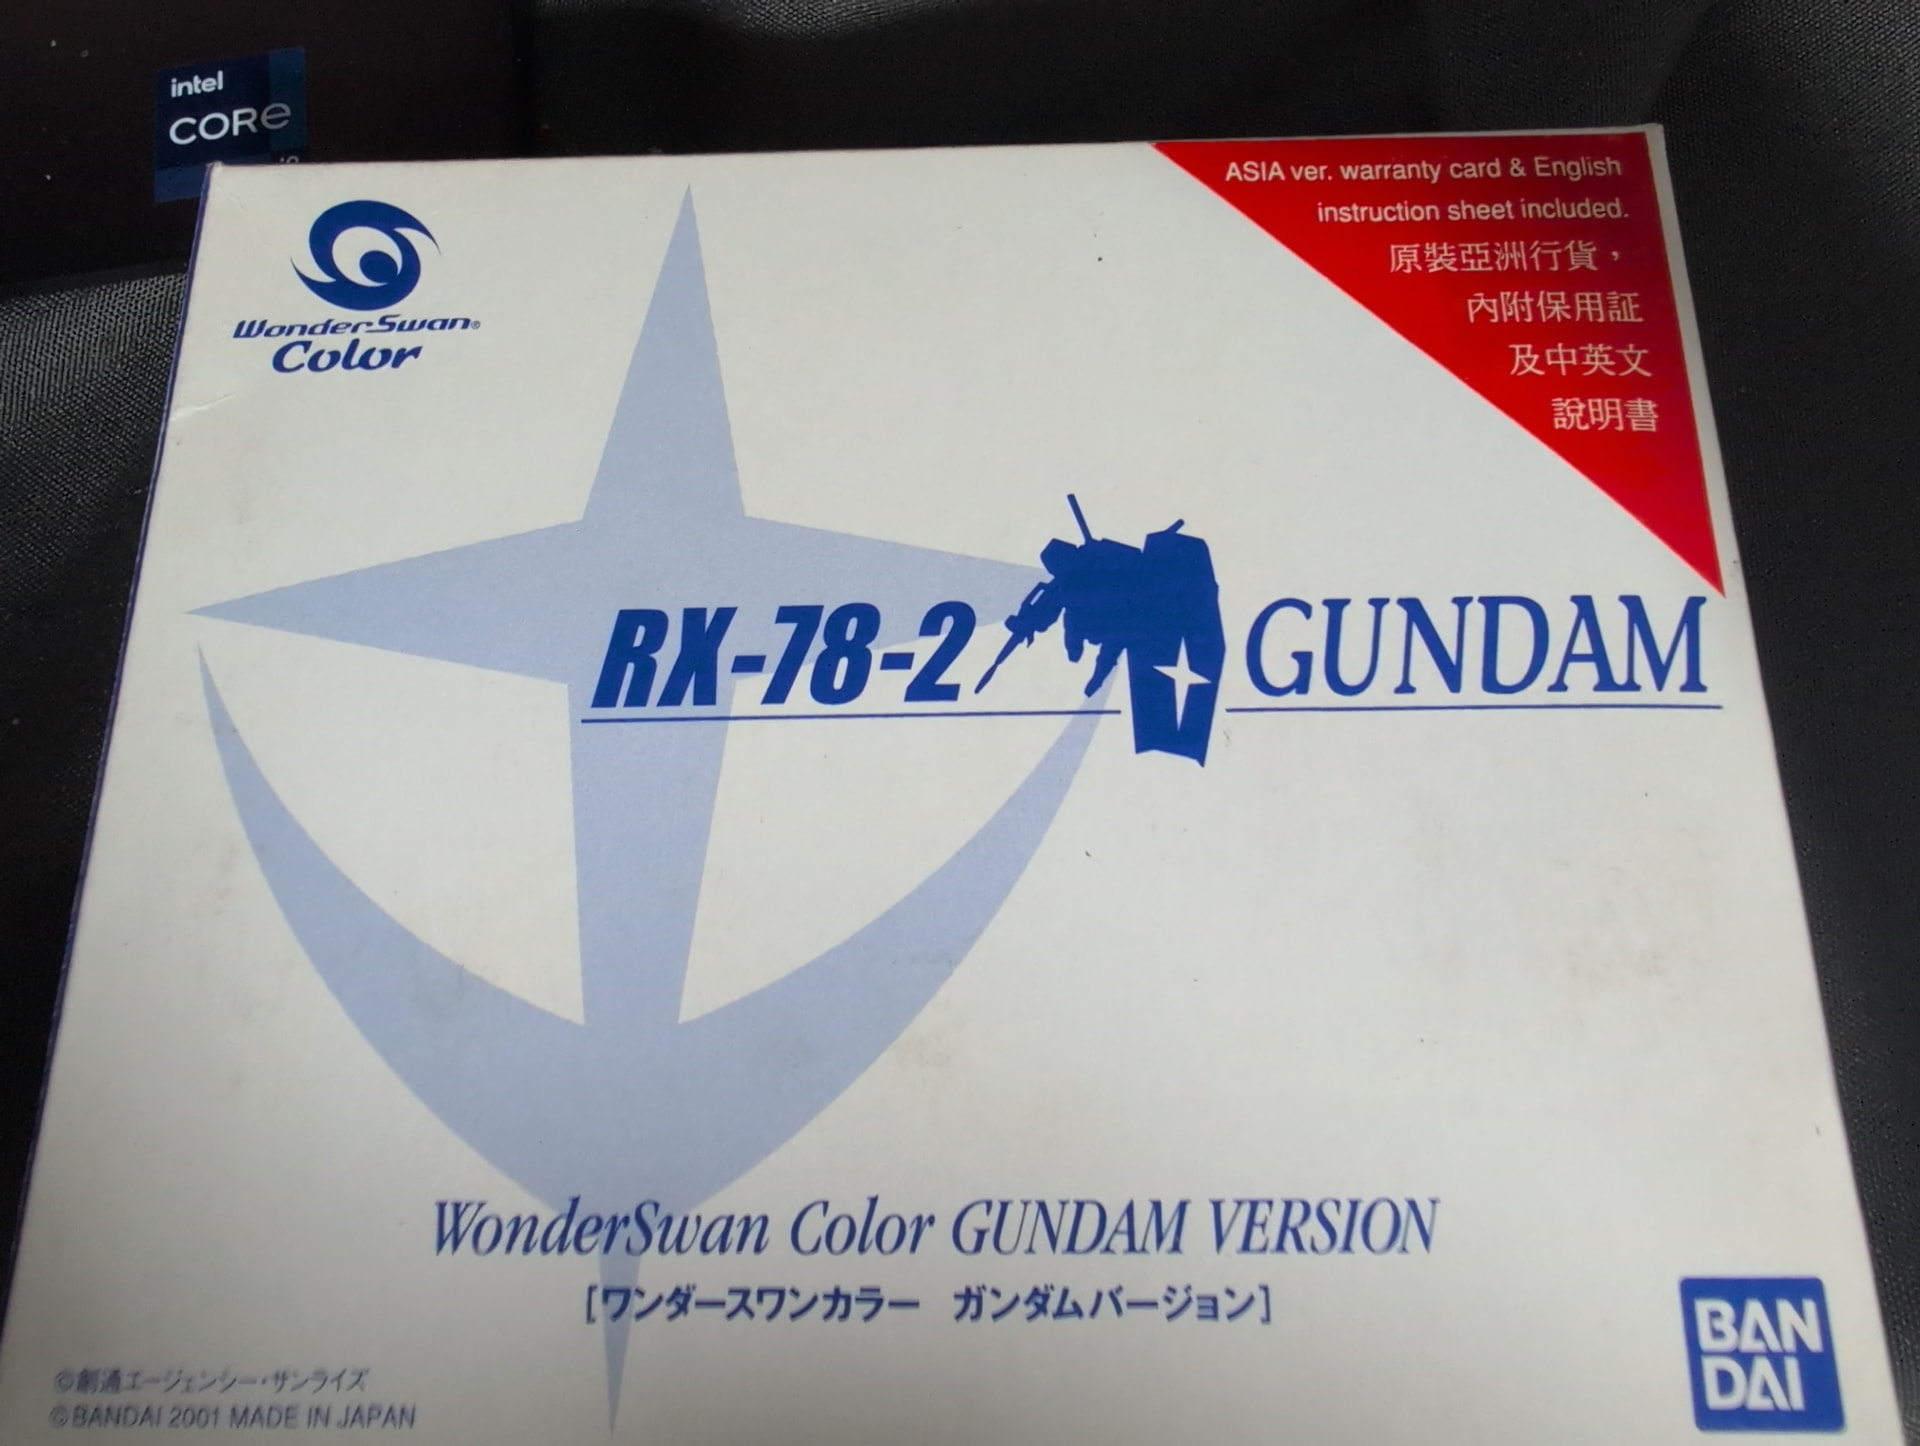 intel
CORe
WonderSwan®
Color
ASIA ver. warranty card & English
instruction sheet included.
原裝亞洲行貨，
內附保用証
及中英文
說明書
RX-78-2 GUNDAM
WonderSwan Color GUNDAM VERSION
［ワンダースワンカラー　ガンダムバージョン］
©創通エージェンシー・サンライズ
©BANDAI 2001 MADE IN JAPAN
BAN
DAI